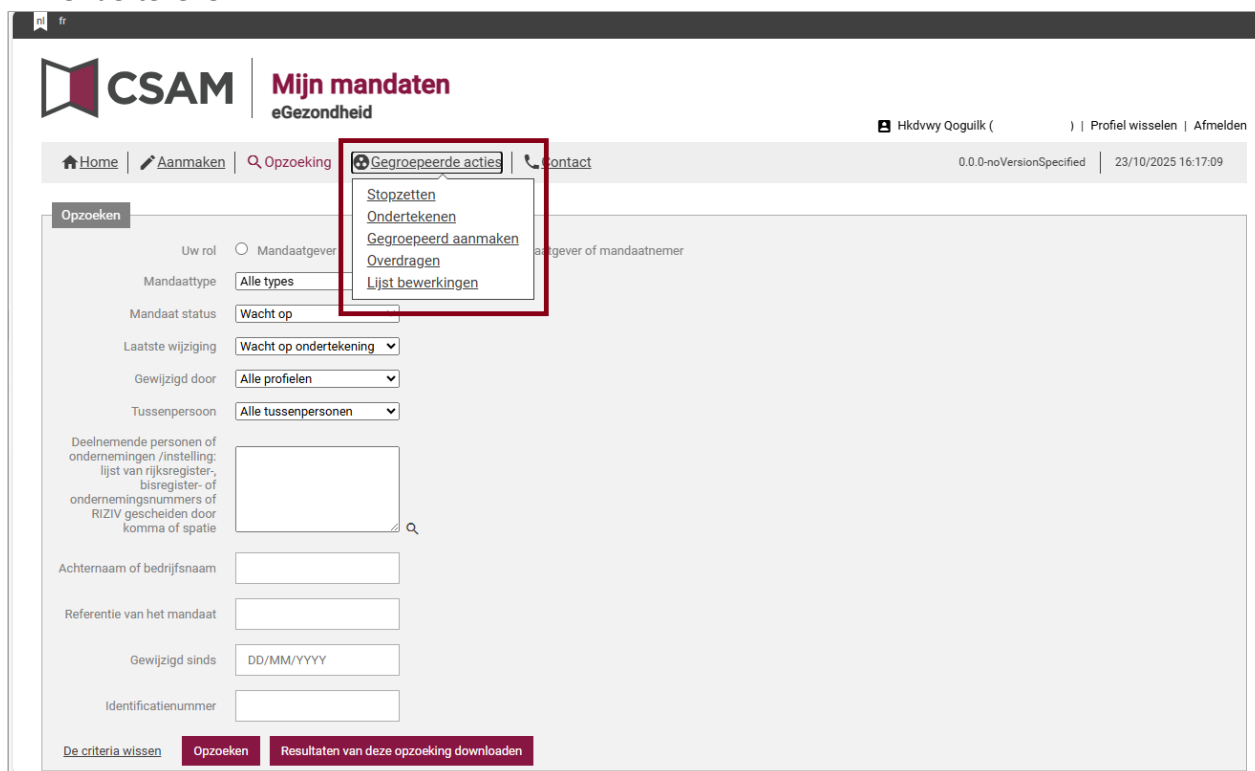 nl fr
CSAM
Mijn mandaten
eGezondheid
Hkdvwy Qoguilk ( ) | Profiel wisselen | Afmelden
Home | Aanmaken | Opzoeking Gegroepeerde acties | Contact 0.0.0-noVersionSpecified | 23/10/2025 16:17:09
Stopzetten
Ondertekenen
Gegroepeerd aanmaken
Overdragen
Lijst bewerkingen
Opzoeken
Uw rol Mandaatgever aatgever of mandaatnemer
Mandaattype Alle types
Mandaat status Wacht op
Laatste wijziging Wacht op ondertekening
Gewijzigd door Alle profielen
Tussenpersoon Alle tussenpersonen
Deelnemende personen of
ondernemingen /instelling:
lijst van rijksregister-,
bisregister- of
ondernemingsnummers of
RIZIV gescheiden door
komma of spatie
Achternaam of bedrijfsnaam
Referentie van het mandaat
Gewijzigd sinds DD/MM/YYYY
Identificatienummer
De criteria wissen Opzoeken Resultaten van deze opzoeking downloaden